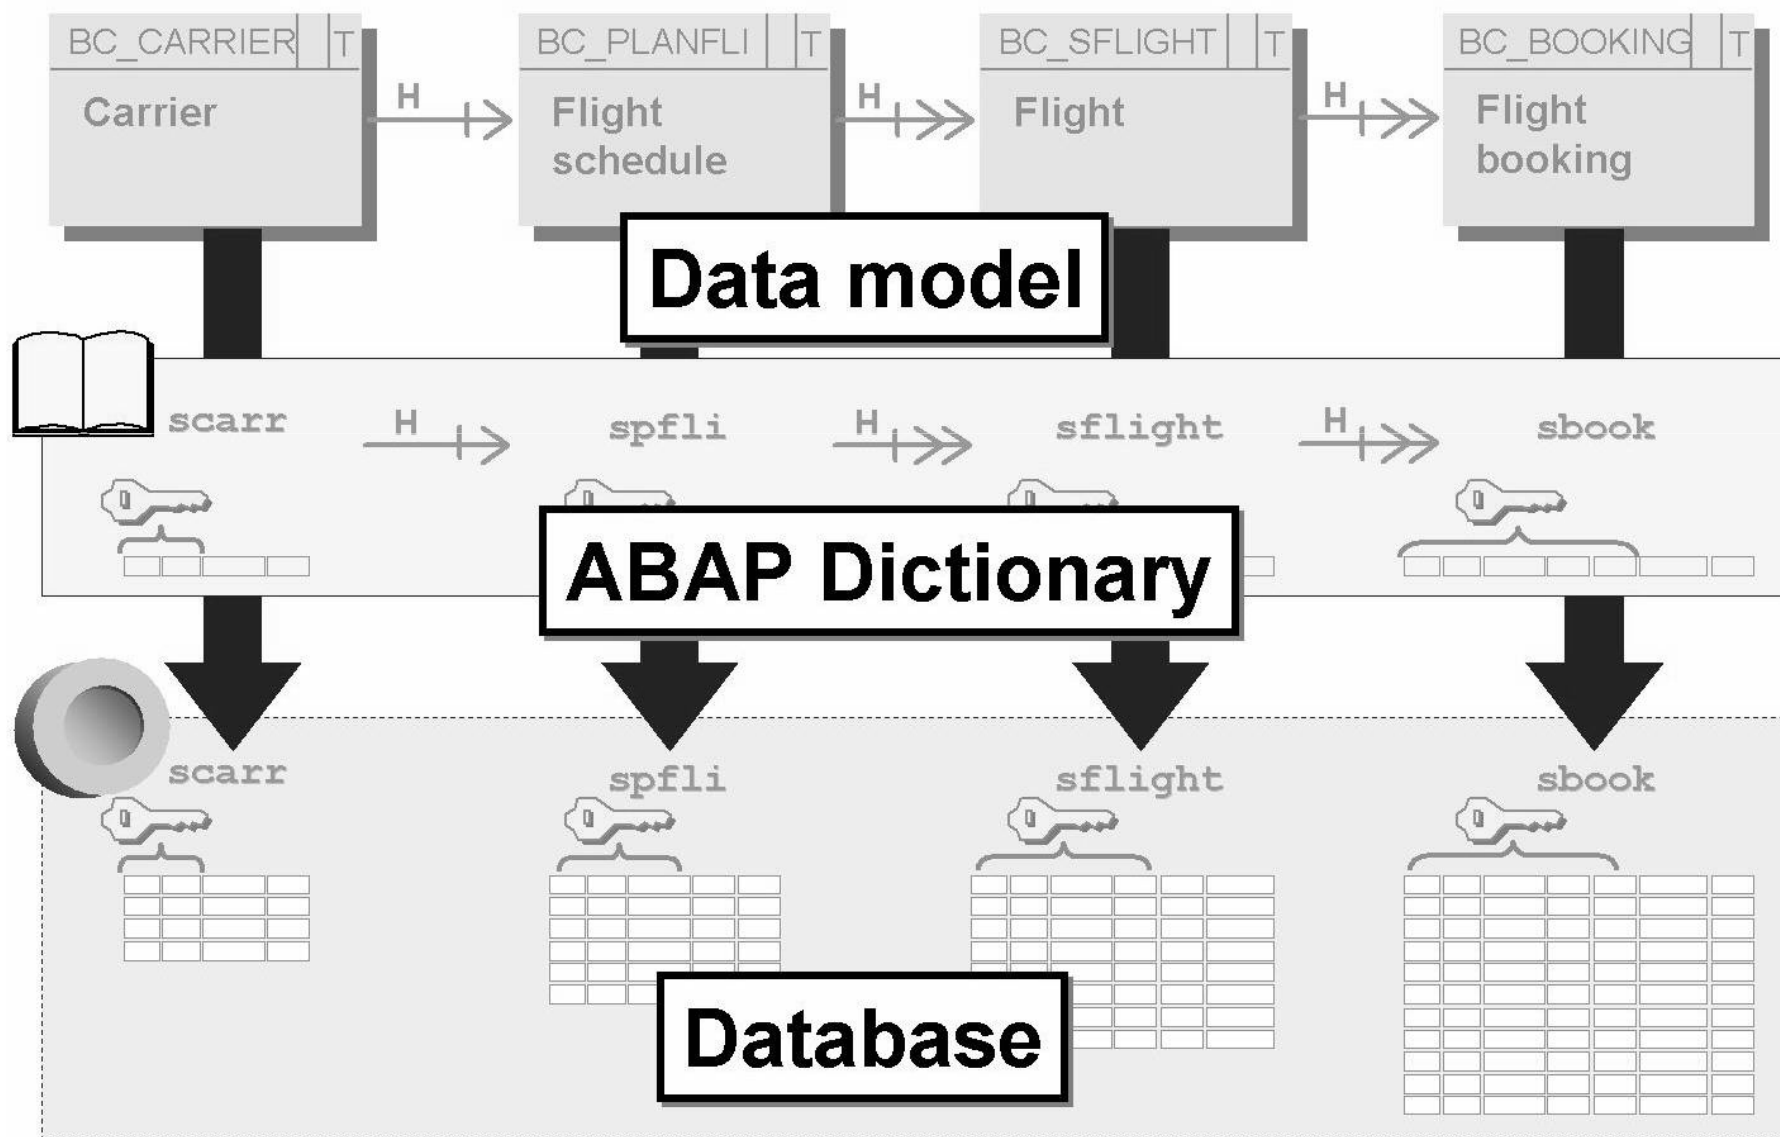 BC_CARRIER T
Carrier
BC_PLANFLI T
Flight
schedule
BC_SFLIGHT T
Flight
BC_BOOKING T
Flight
booking
H
H
H
Data model
scarr
H
spfli
H
sflight
H
sbook
ABAP Dictionary
scarr
spfli
sflight
sbook
Database